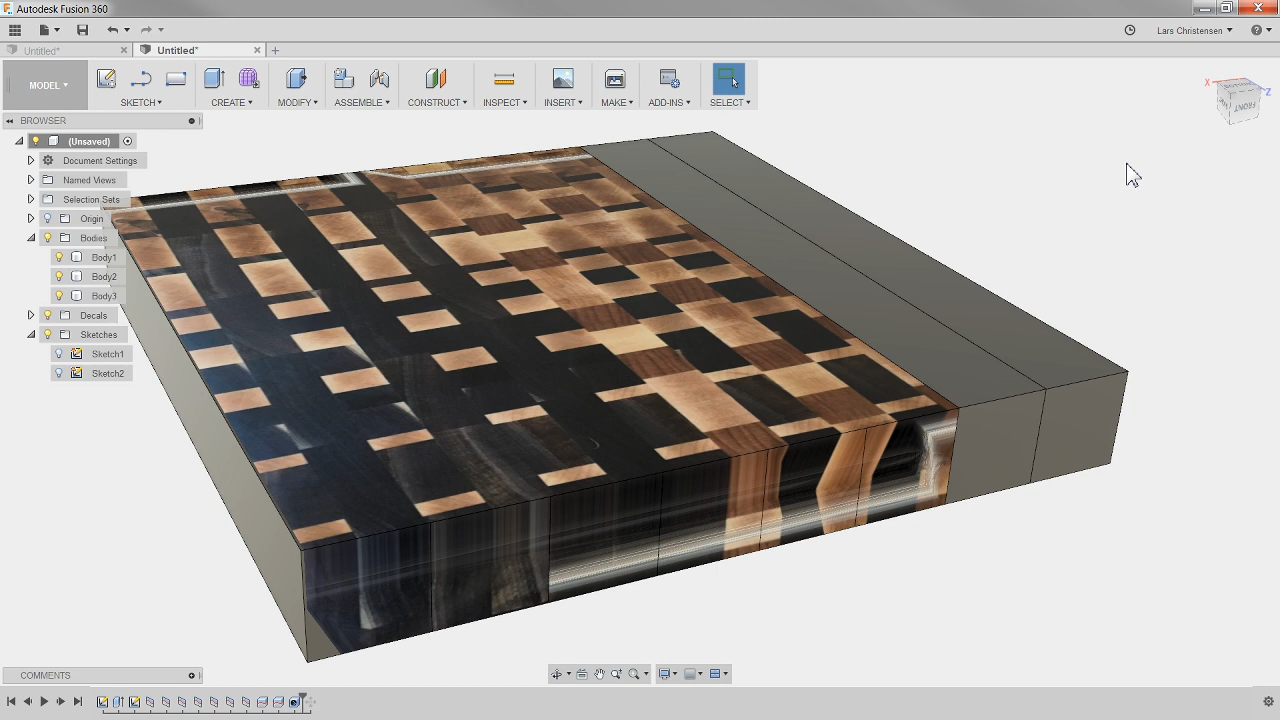 Autodesk Fusion 360
Lars Christensen
Untitled*
Untitled*
MODEL
SKETCH
CREATE
MODIFY
ASSEMBLE
CONSTRUCT
INSPECT
INSERT
MAKE
ADD-INS
SELECT
X
Z
FRONT
BROWSER
(Unsaved)
Document Settings
Named Views
Selection Sets
Origin
Bodies
Body1
Body2
Body3
Decals
Sketches
Sketch1
Sketch2
COMMENTS